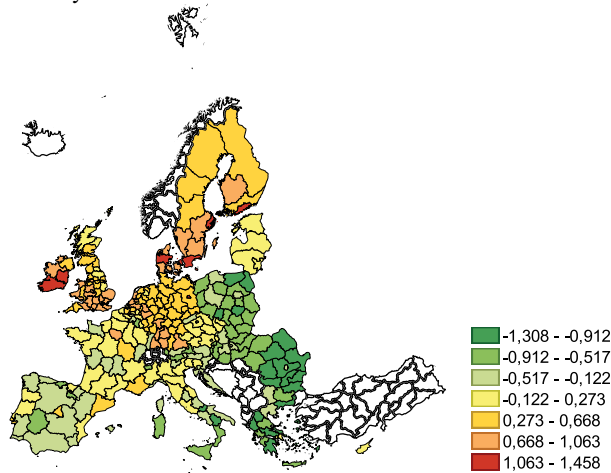 -1,308 - -0,912
-0,912 - -0,517
-0,517 - -0,122
-0,122 - 0,273
0,273 - 0,668
0,668 - 1,063
1,063 - 1,458